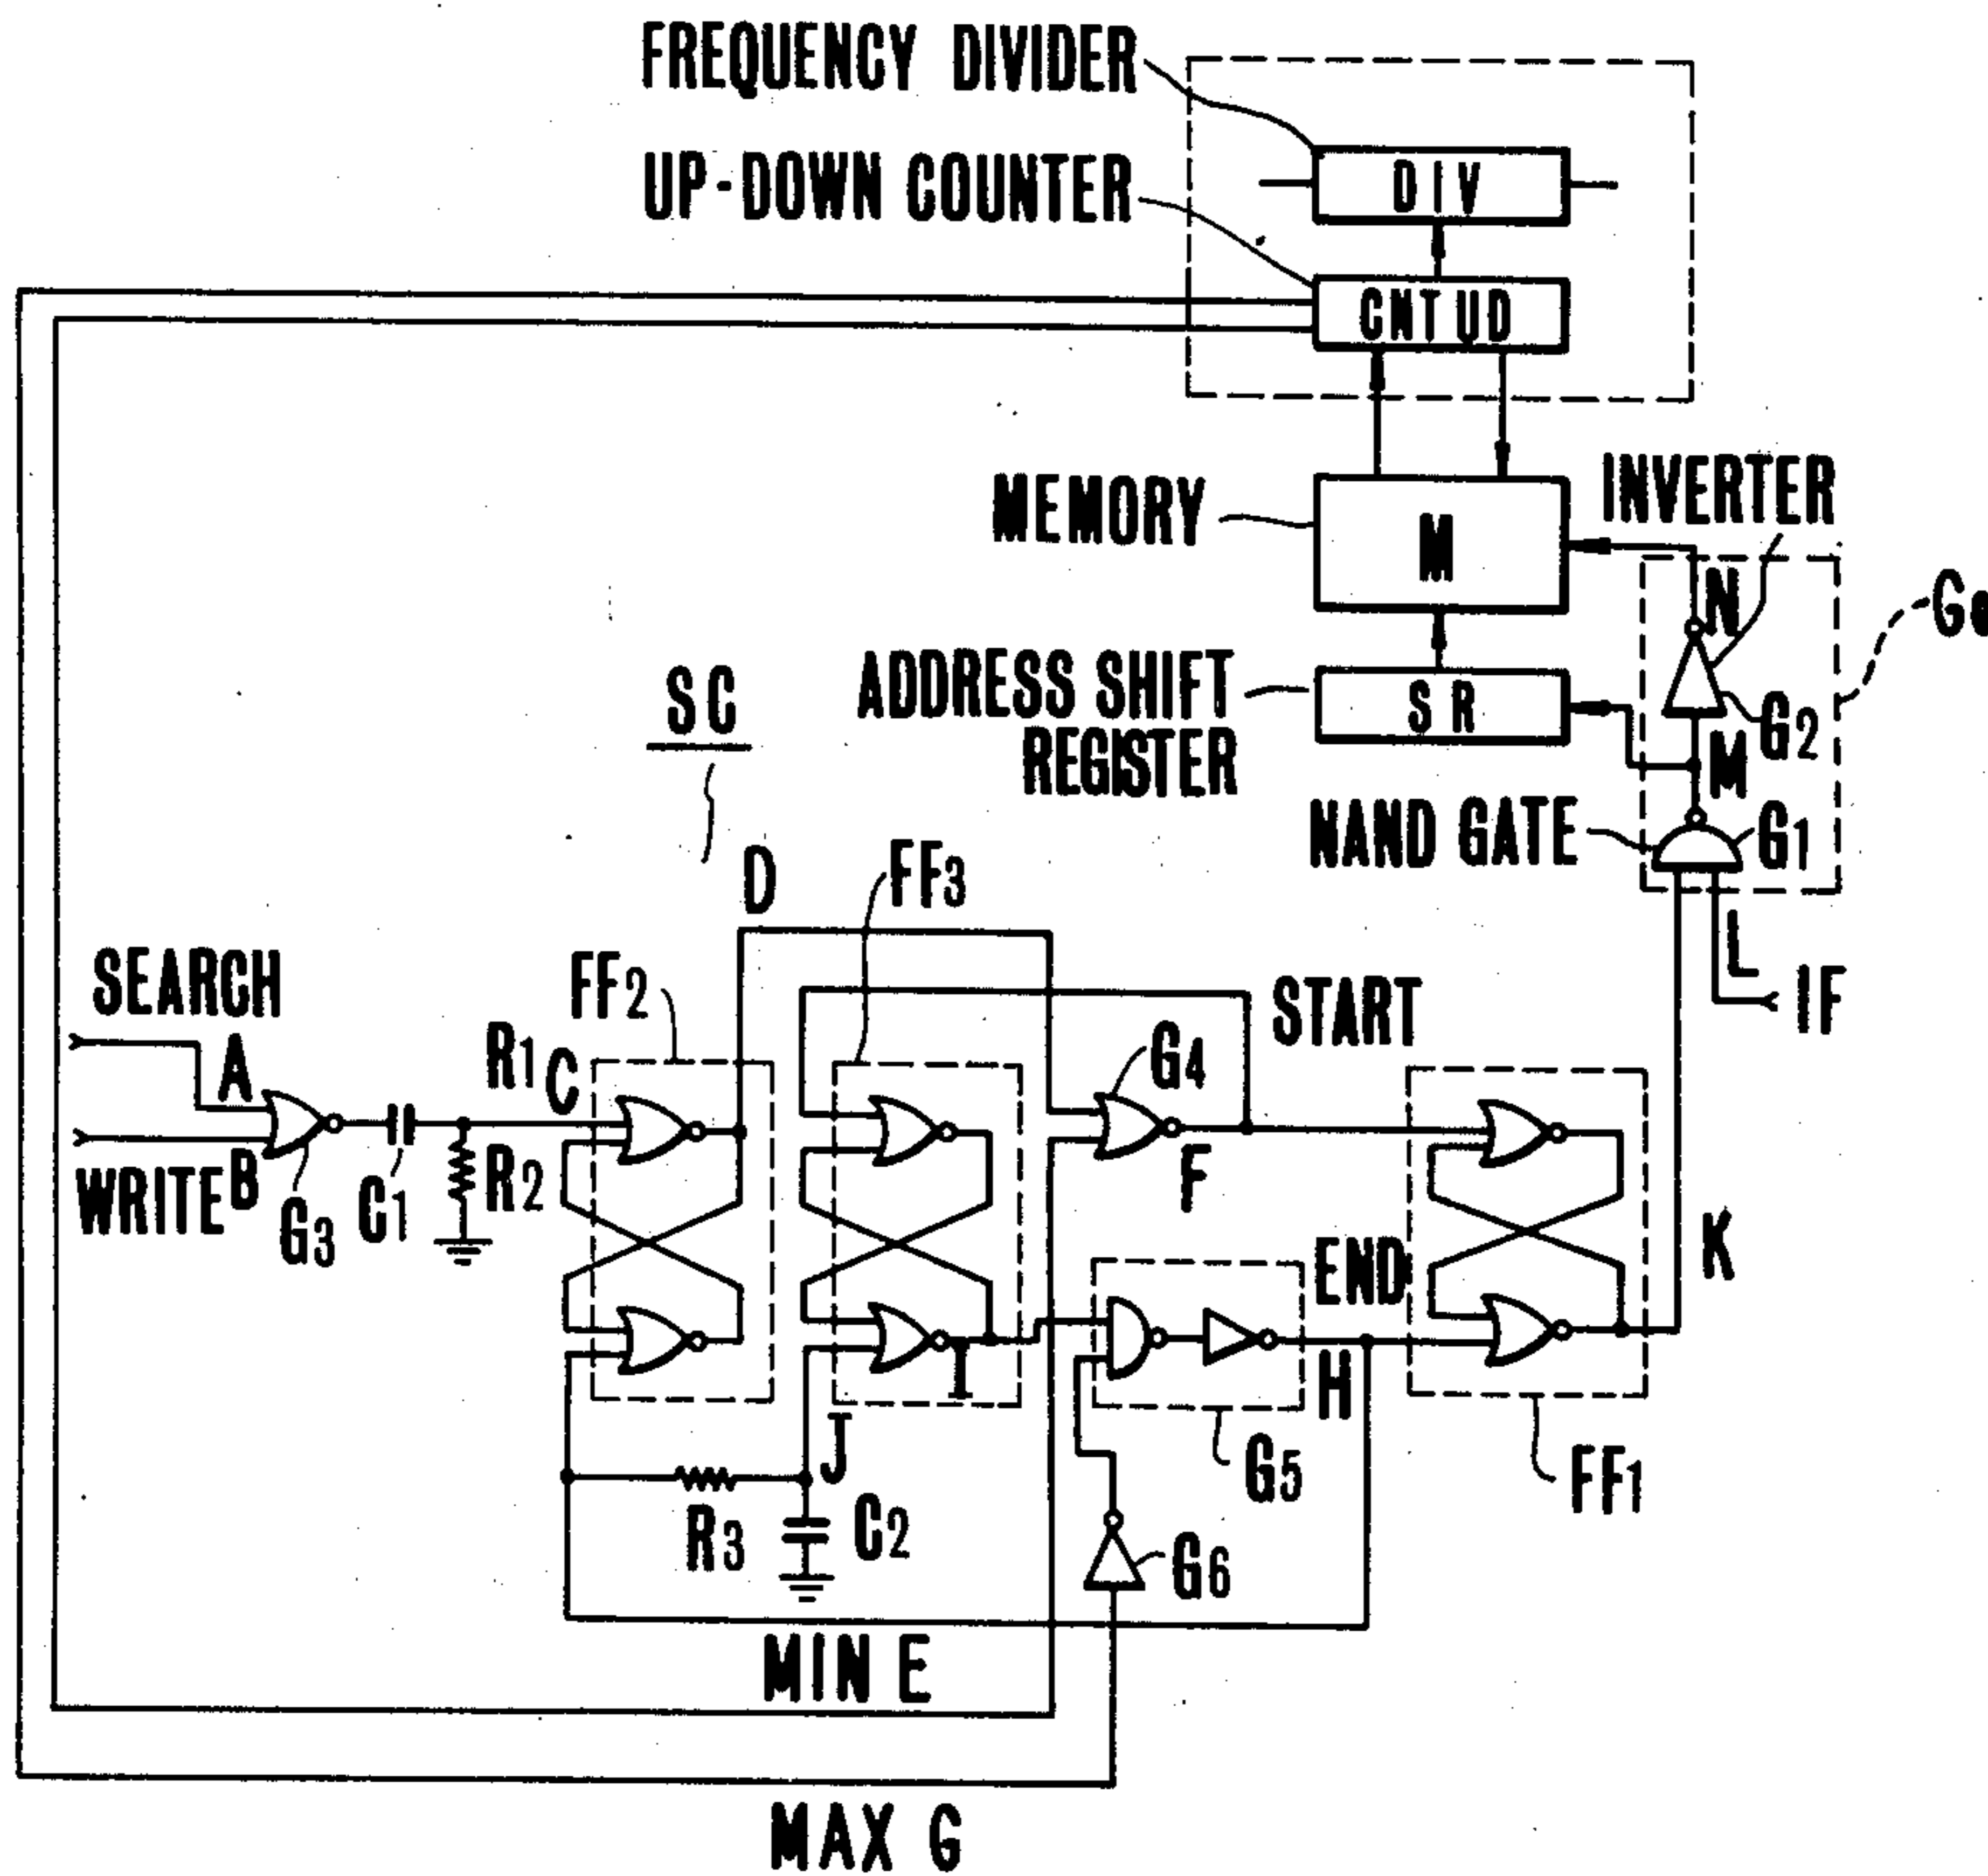 FREQUENCY DIVIDER
DIV
UP-DOWN COUNTER
CNT UD
MEMORY
M
INVERTER
N
ADDRESS SHIFT
REGISTER
SR
G2
M
NAND GATE
G1
SC
D
FF3
L
IF
SEARCH
A
FF2
START
R1
C
G4
WRITE
B
G3
C1
R2
F
K
END
H
I
J
G5
FF1
R3
C2
G6
MIN E
MAX G